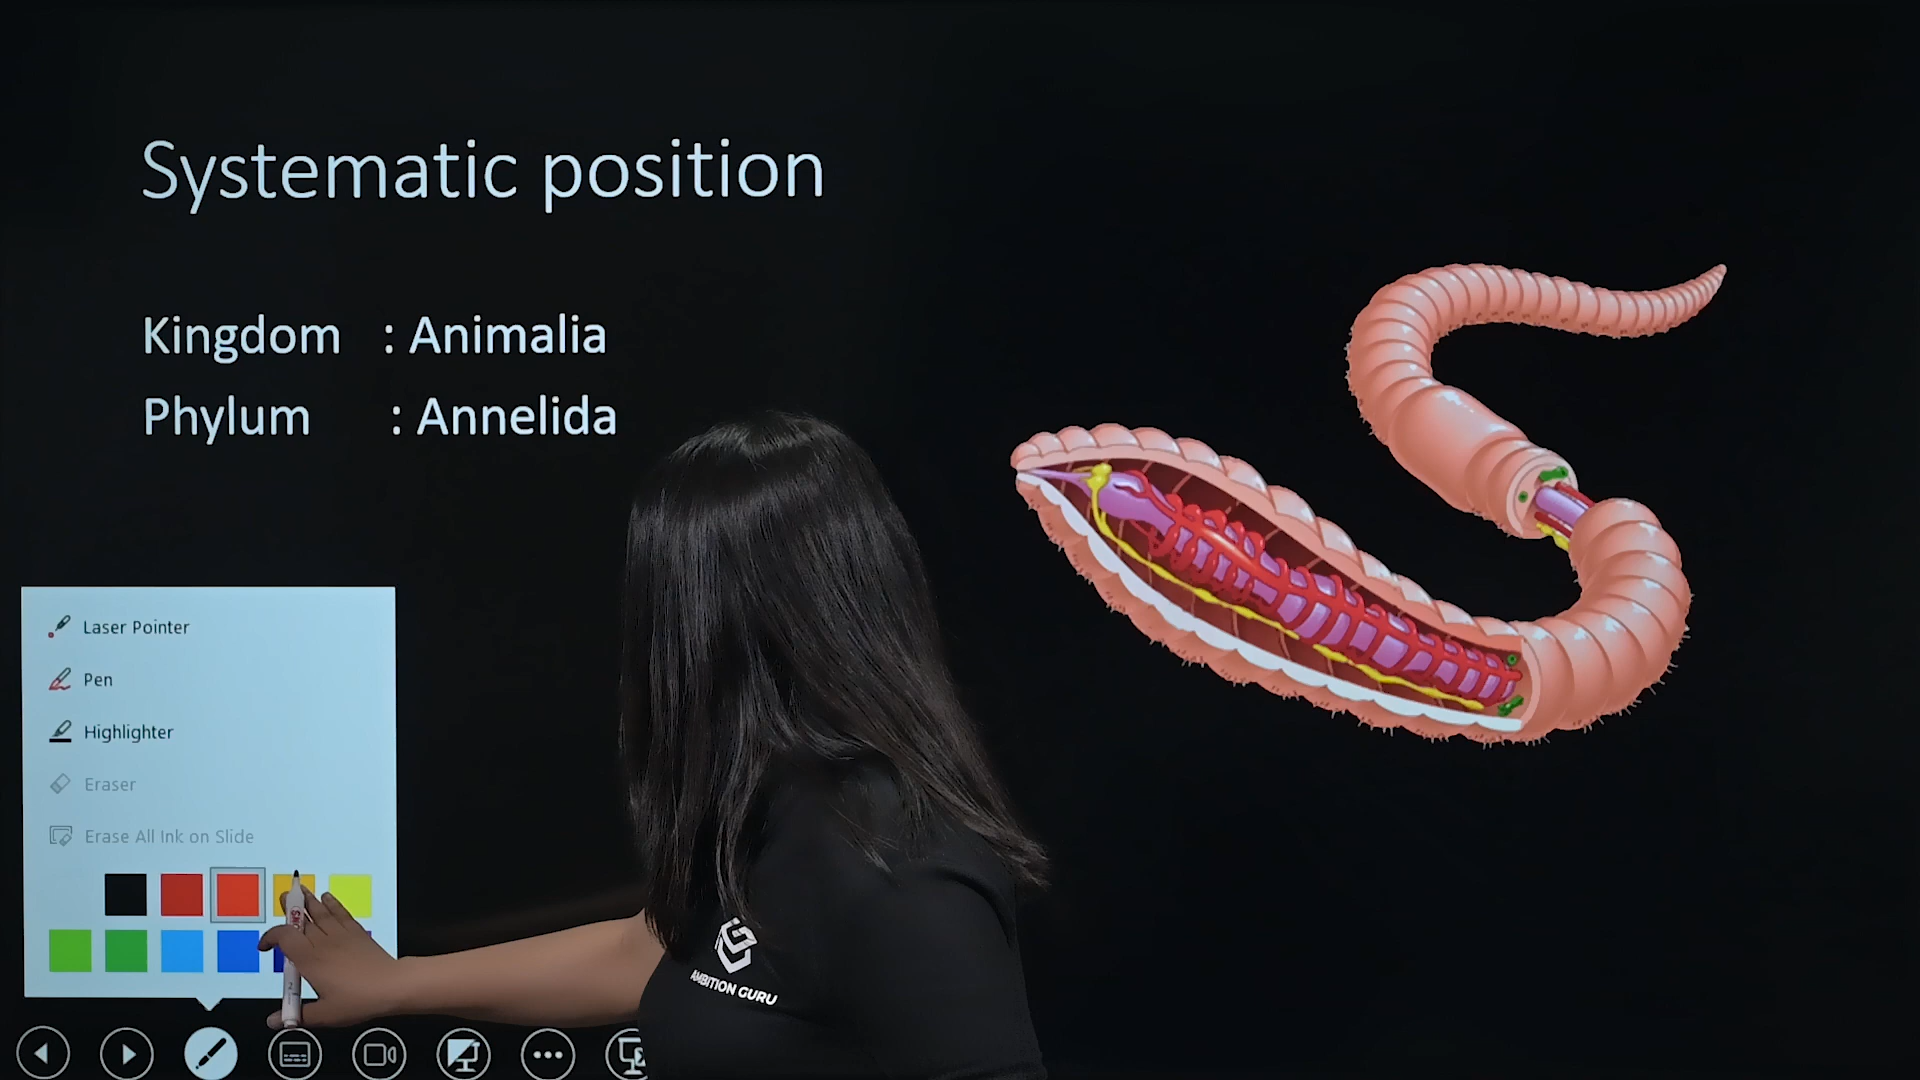 Systematic position
Kingdom : Animalia
Phylum : Annelida
Laser Pointer
Pen
Highlighter
Eraser
Erase All Ink on Slide
AMBITION GURU